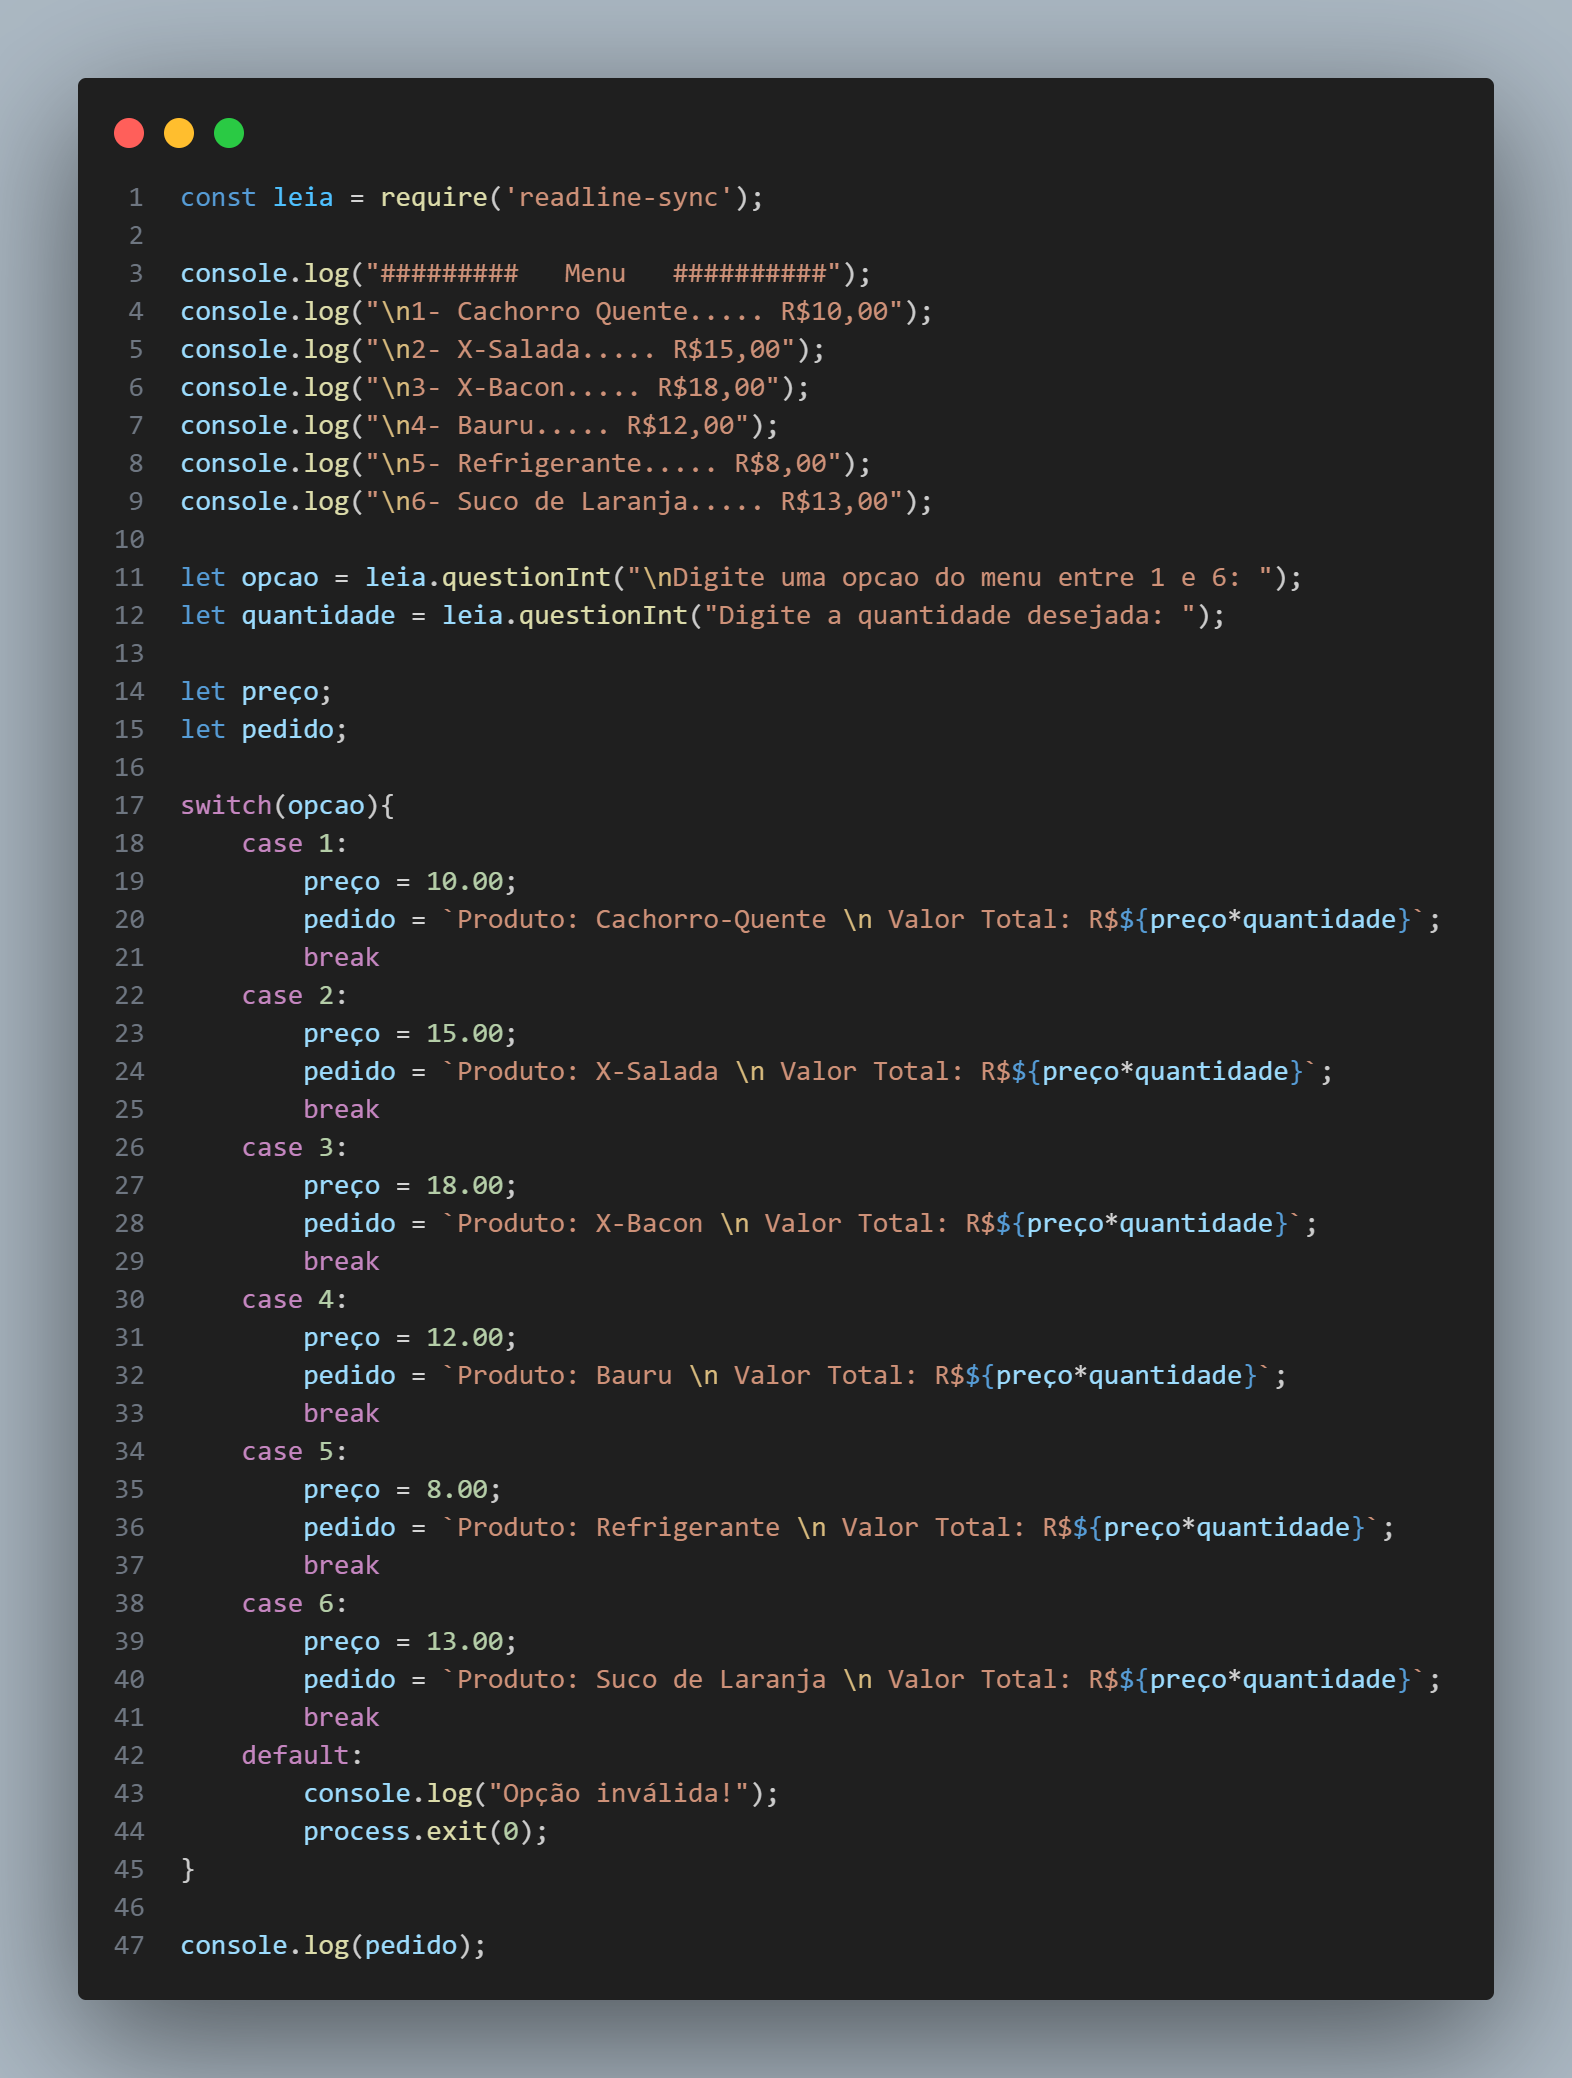 1 const leia = require('readline-sync');
2
3 console.log("#########   Menu   ##########");
4 console.log("\n1- Cachorro Quente..... R$10,00");
5 console.log("\n2- X-Salada..... R$15,00");
6 console.log("\n3- X-Bacon..... R$18,00");
7 console.log("\n4- Bauru..... R$12,00");
8 console.log("\n5- Refrigerante..... R$8,00");
9 console.log("\n6- Suco de Laranja..... R$13,00");
10
11 let opcao = leia.questionInt("\nDigite uma opcao do menu entre 1 e 6: ");
12 let quantidade = leia.questionInt("Digite a quantidade desejada: ");
13
14 let preço;
15 let pedido;
16
17 switch(opcao){
18     case 1:
19         preço = 10.00;
20         pedido = `Produto: Cachorro-Quente \n Valor Total: R$${preço*quantidade}`;
21         break
22     case 2:
23         preço = 15.00;
24         pedido = `Produto: X-Salada \n Valor Total: R$${preço*quantidade}`;
25         break
26     case 3:
27         preço = 18.00;
28         pedido = `Produto: X-Bacon \n Valor Total: R$${preço*quantidade}`;
29         break
30     case 4:
31         preço = 12.00;
32         pedido = `Produto: Bauru \n Valor Total: R$${preço*quantidade}`;
33         break
34     case 5:
35         preço = 8.00;
36         pedido = `Produto: Refrigerante \n Valor Total: R$${preço*quantidade}`;
37         break
38     case 6:
39         preço = 13.00;
40         pedido = `Produto: Suco de Laranja \n Valor Total: R$${preço*quantidade}`;
41         break
42     default:
43         console.log("Opção inválida!");
44         process.exit(0);
45 }
46
47 console.log(pedido);